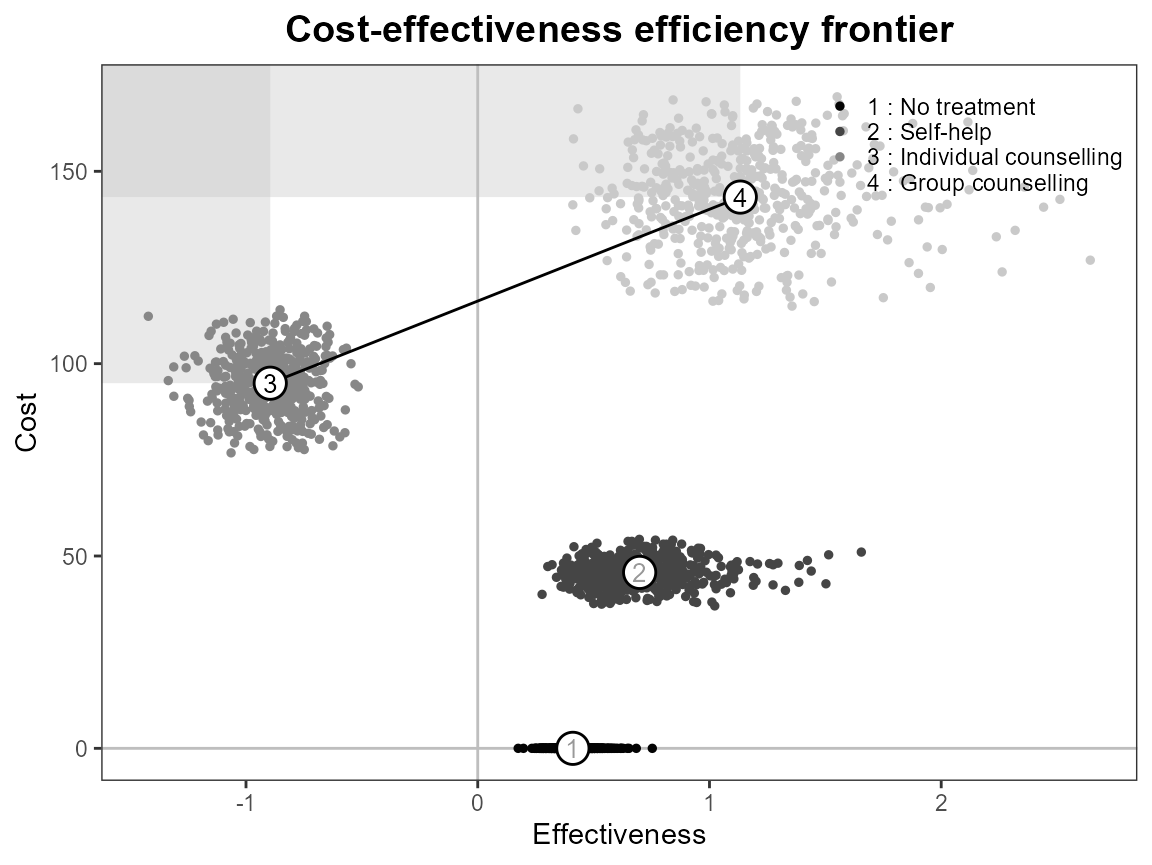 Cost-effectiveness efficiency frontier
1 : No treatment
2 : Self-help
3 : Individual counselling
4 : Group counselling
150
100
50
0
Cost
4
3
2
1
-1
0
1
2
Effectiveness